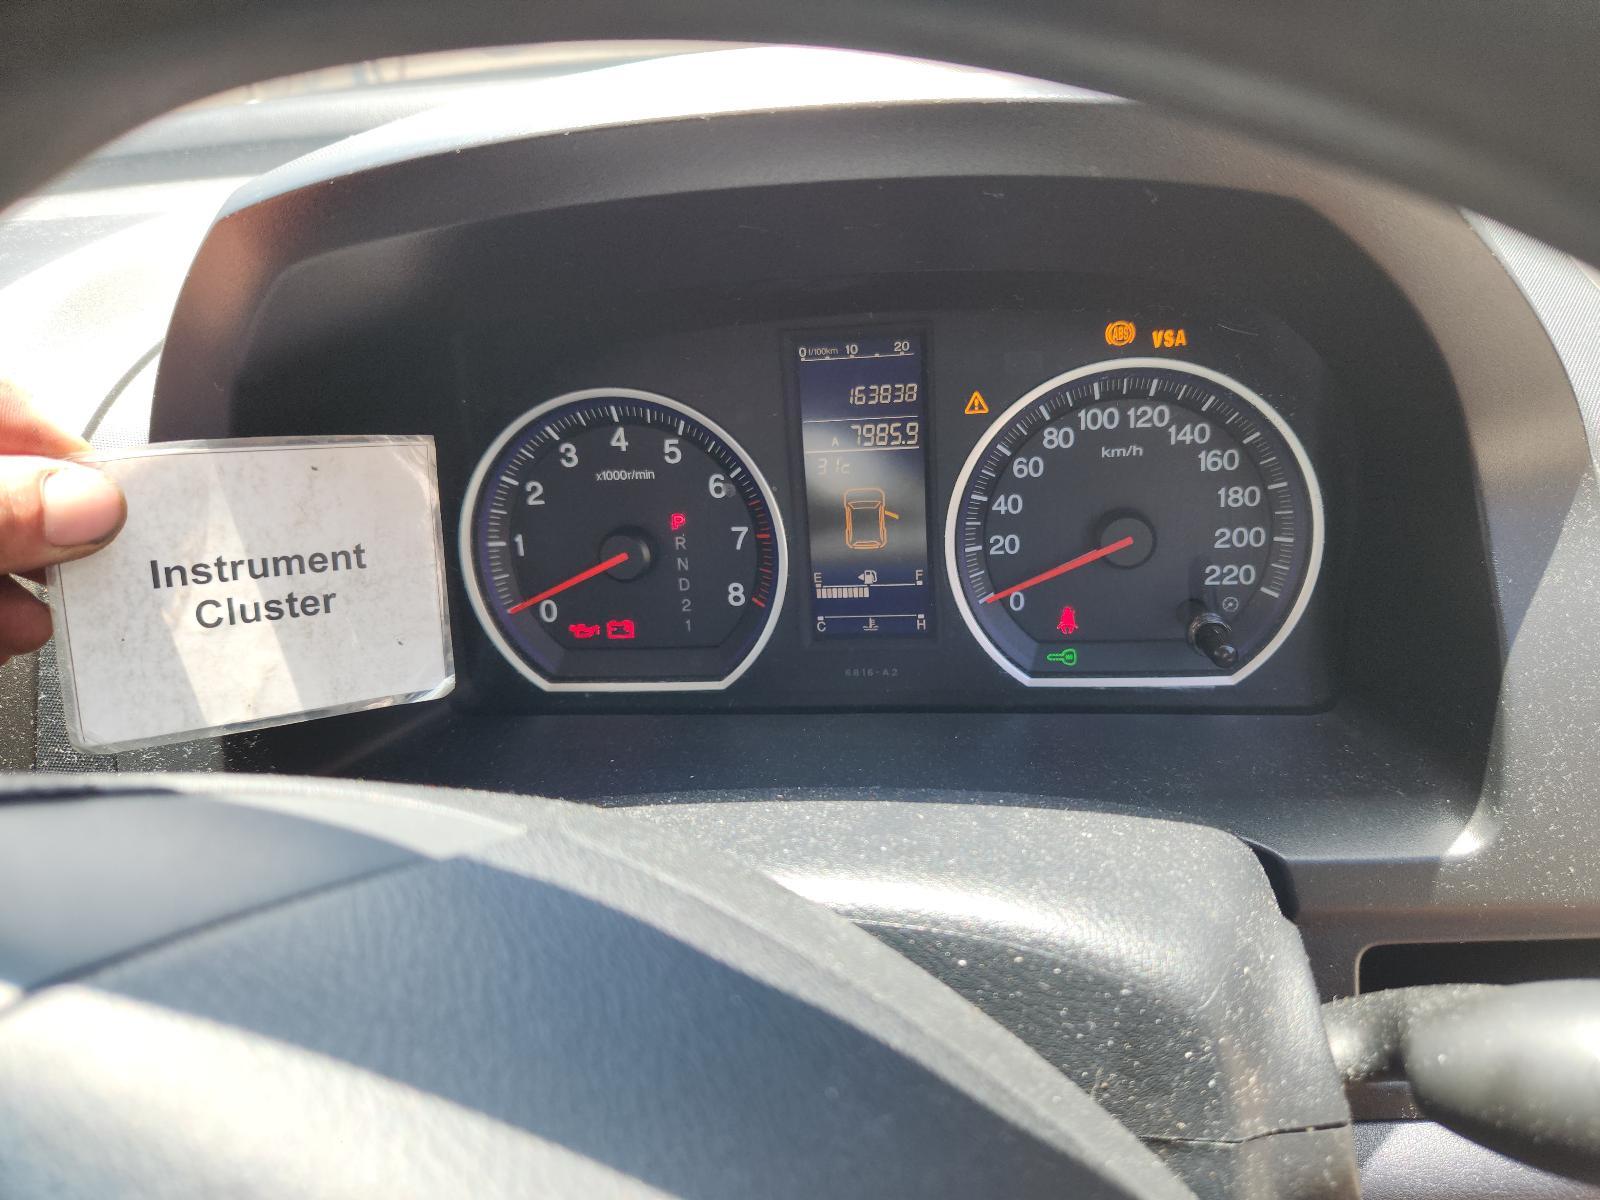 Instrument
Cluster
0
1
2
3
4
5
6
7
8
x1000r/min
P
R
N
D
2
1
0 l/100km 10 20
163838
A 7985.9
31c
E F
C H
6816-A2
ABS
VSA
0
20
40
60
80
100
120
140
160
180
200
220
km/h